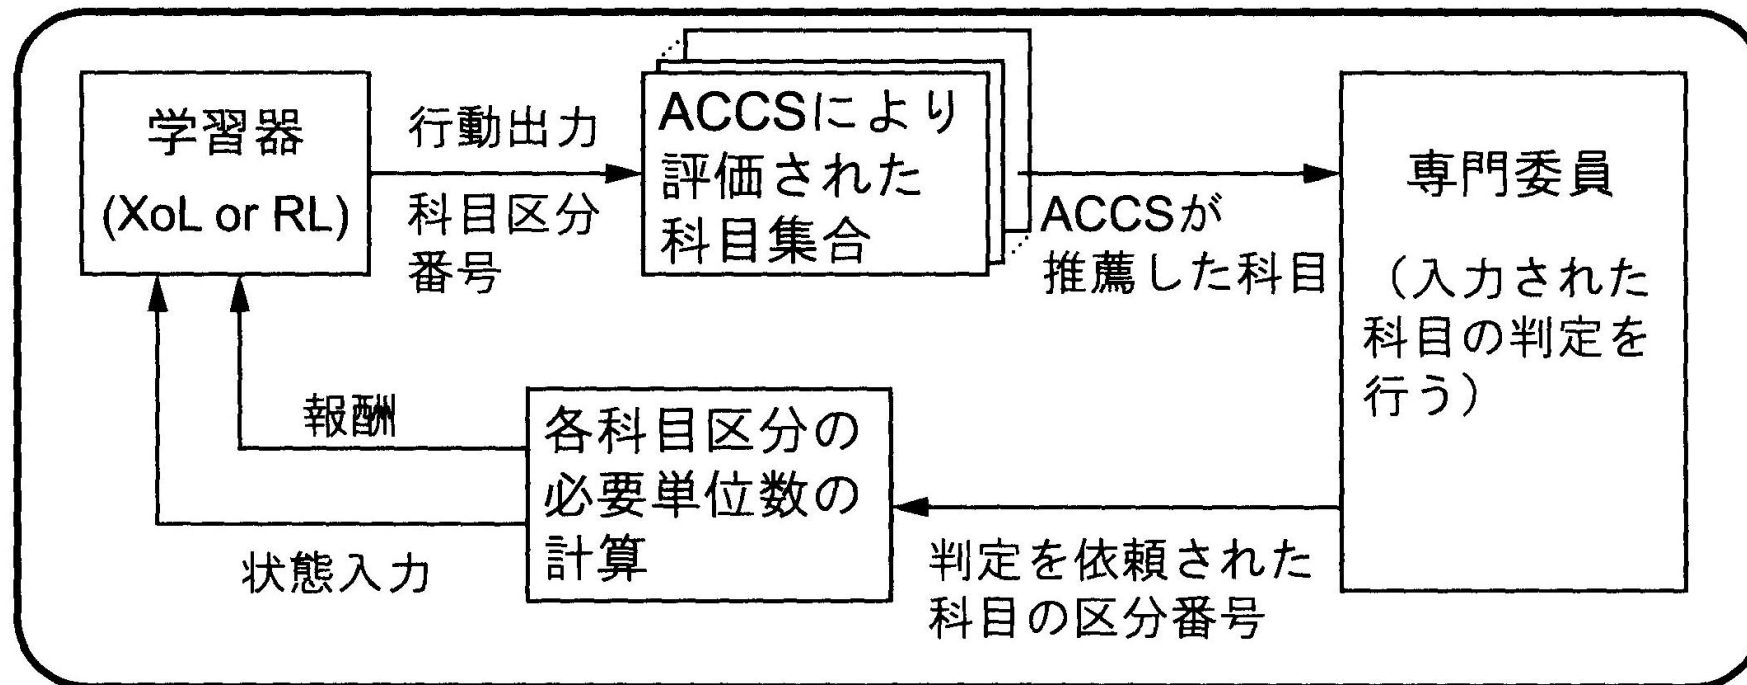 学習器
(XoL or RL)
行動出力
科目区分
番号
ACCSにより
評価された
科目集合
ACCSが
推薦した科目
専門委員
（入力された
科目の判定を
行う）
報酬
状態入力
各科目区分の
必要単位数の
計算
判定を依頼された
科目の区分番号